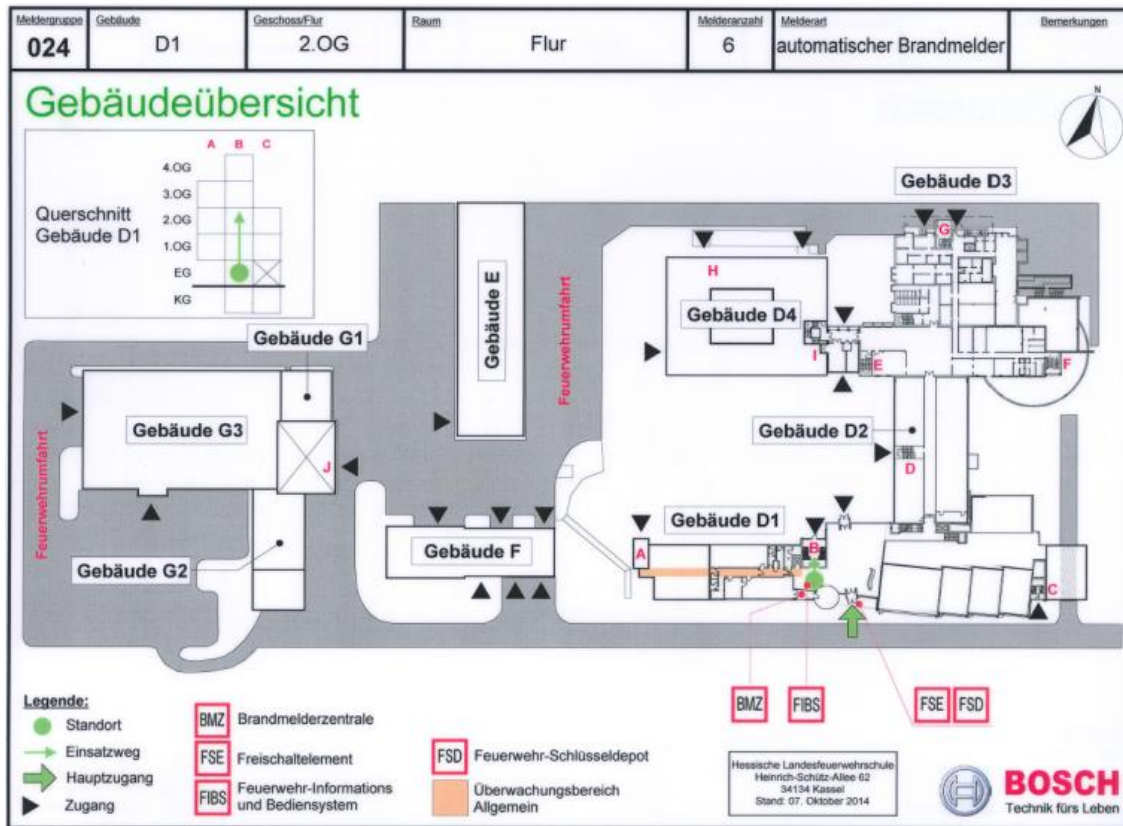 Meldergruppe
024
Gebäude
D1
Geschoss/Flur
2.OG
Raum
Flur
Melderanzahl
6
Melderart
automatischer Brandmelder
Bemerkungen
Gebäudeübersicht
N
A B C
4.OG
3.OG
2.OG
1.OG
EG
KG
Querschnitt
Gebäude D1
Gebäude D3
G
H
Gebäude E
Gebäude D4
Gebäude G1
Feuerwehrumfahrt
I
E
F
Gebäude G3
Gebäude D2
J
D
Feuerwehrumfahrt
Gebäude D1
Gebäude F
A
B
Gebäude G2
C
BMZ
FIBS
FSE
FSD
Legende:
Standort
Einsatzweg
Hauptzugang
Zugang
BMZ Brandmelderzentrale
FSE Freischaltelement
FIBS Feuerwehr-Informations
und Bediensystem
FSD Feuerwehr-Schlüsseldepot
Überwachungsbereich
Allgemein
Hessische Landesfeuerwehrschule
Heinrich-Schütz-Allee 62
34134 Kassel
Stand: 07. Oktober 2014
BOSCH
Technik fürs Leben